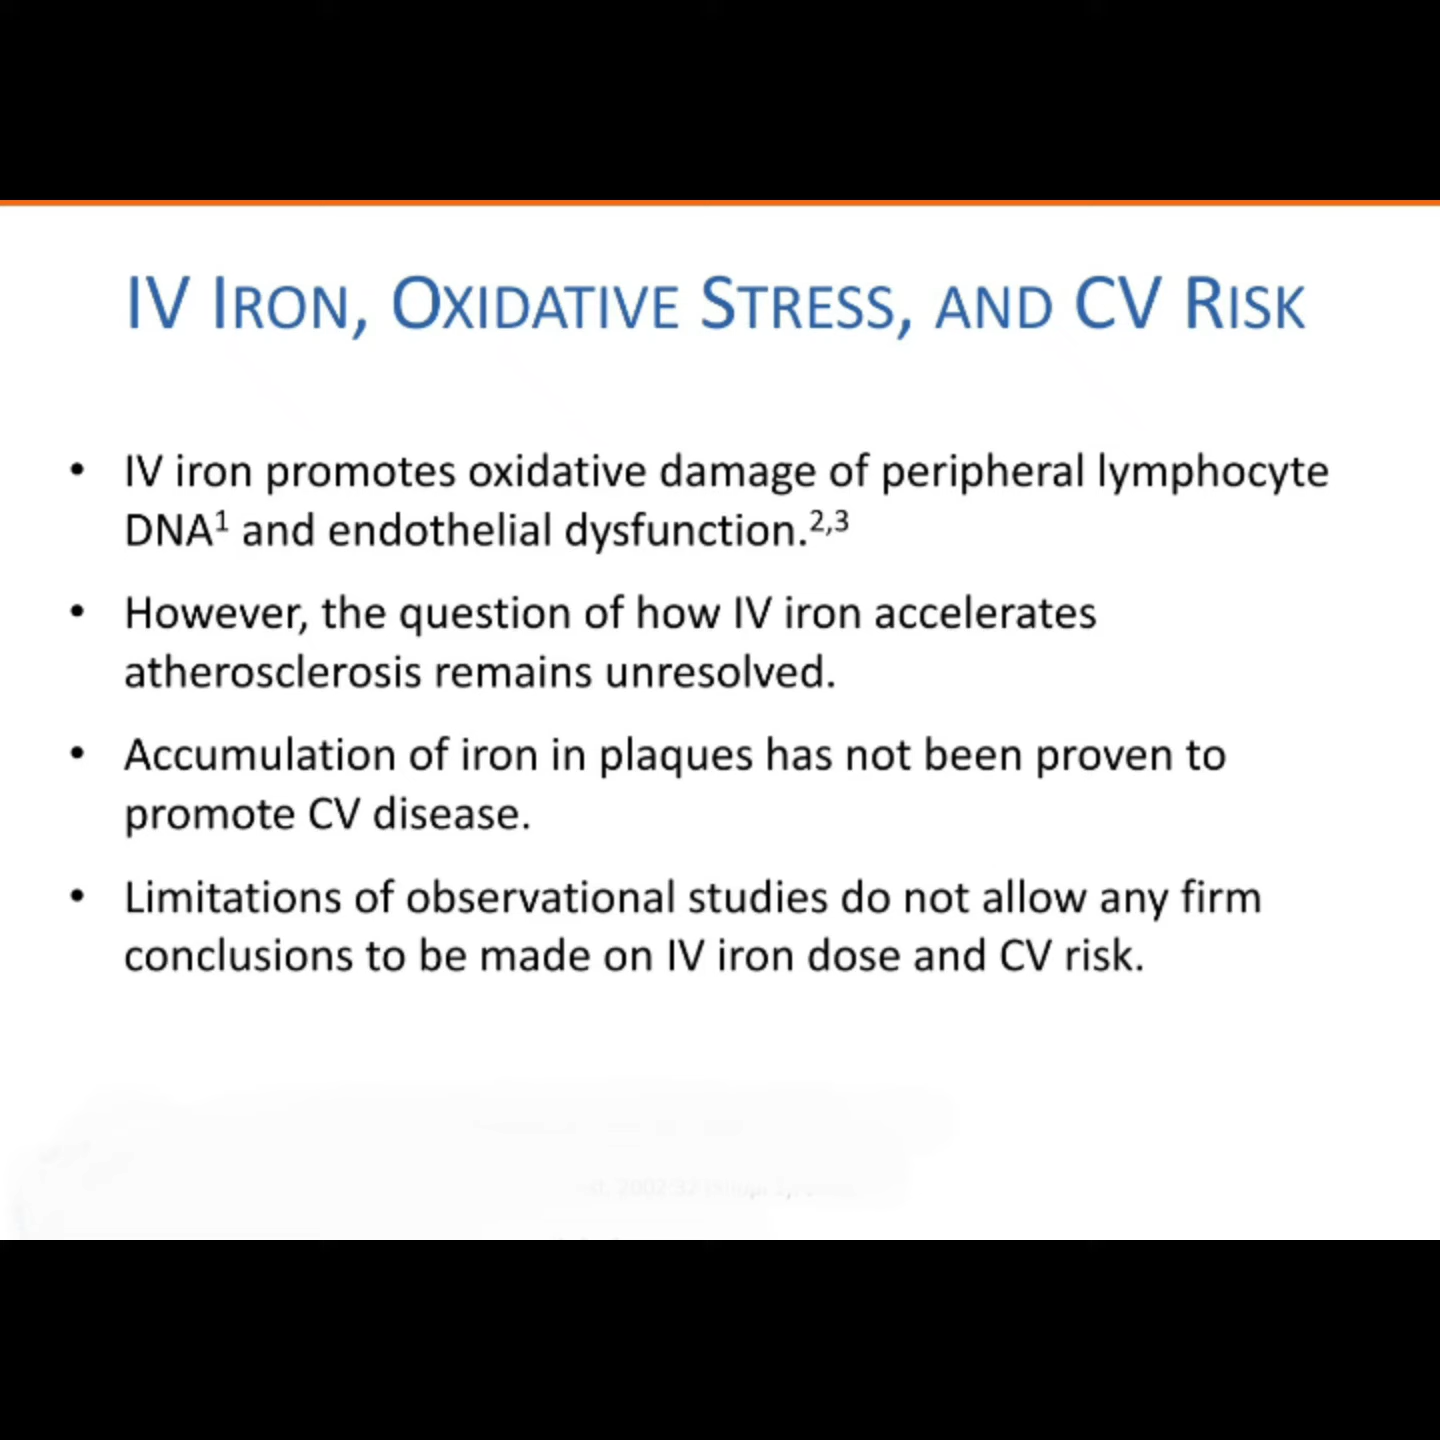 IV Iron, Oxidative Stress, and CV Risk
• IV iron promotes oxidative damage of peripheral lymphocyte
DNA¹ and endothelial dysfunction.²,³
• However, the question of how IV iron accelerates
atherosclerosis remains unresolved.
• Accumulation of iron in plaques has not been proven to
promote CV disease.
• Limitations of observational studies do not allow any firm
conclusions to be made on IV iron dose and CV risk.
2002;32